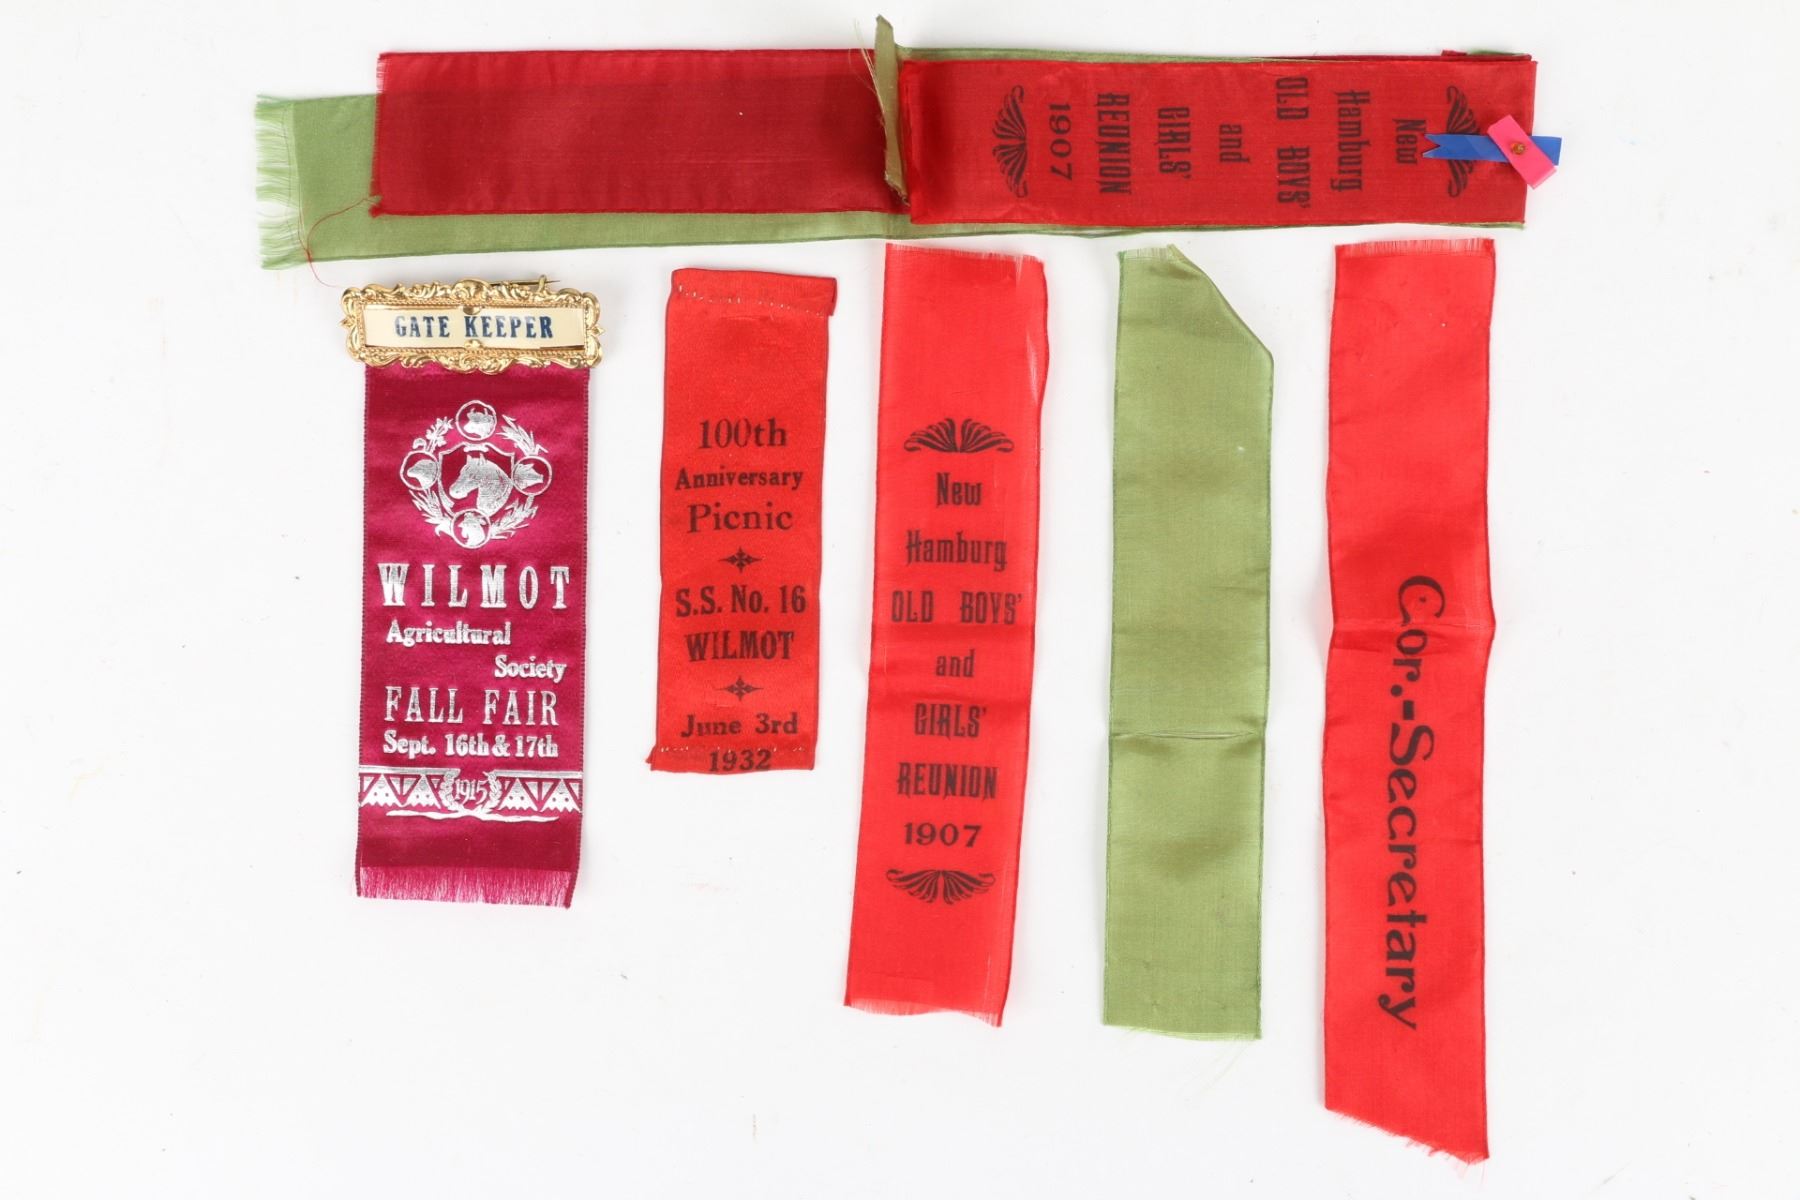 New
Hamburg
OLD BOYS'
and
GIRLS'
REUNION
1907
GATE KEEPER
WILMOT
Agricultural
Society
FALL FAIR
Sept. 16th & 17th
1915
100th
Anniversary
Picnic
S.S. No. 16
WILMOT
June 3rd
1932
New
Hamburg
OLD BOYS'
and
GIRLS'
REUNION
1907
Cor.-Secretary